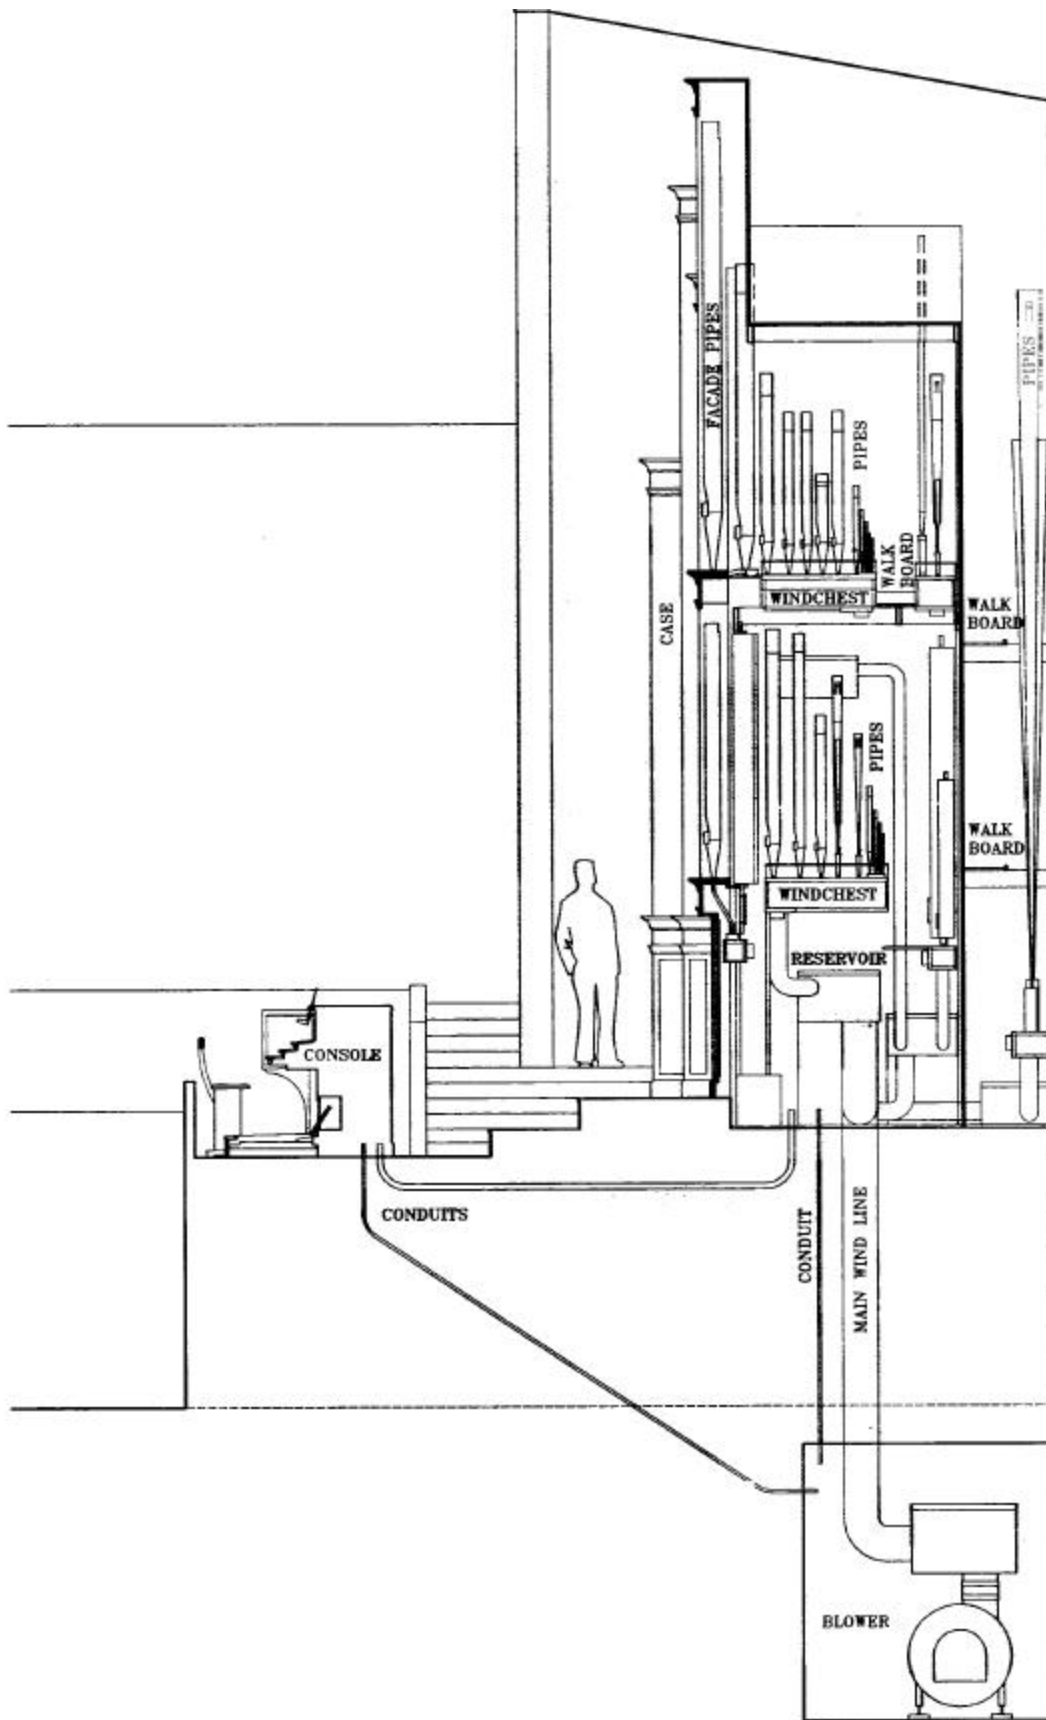 PIPES
FACADE PIPES
PIPES
WALK
BOARD
WINDCHEST
WALK
BOARD
CASE
PIPES
WALK
BOARD
WINDCHEST
RESERVOIR
CONSOLE
CONDUITS
CONDUIT
MAIN WIND LINE
BLOWER